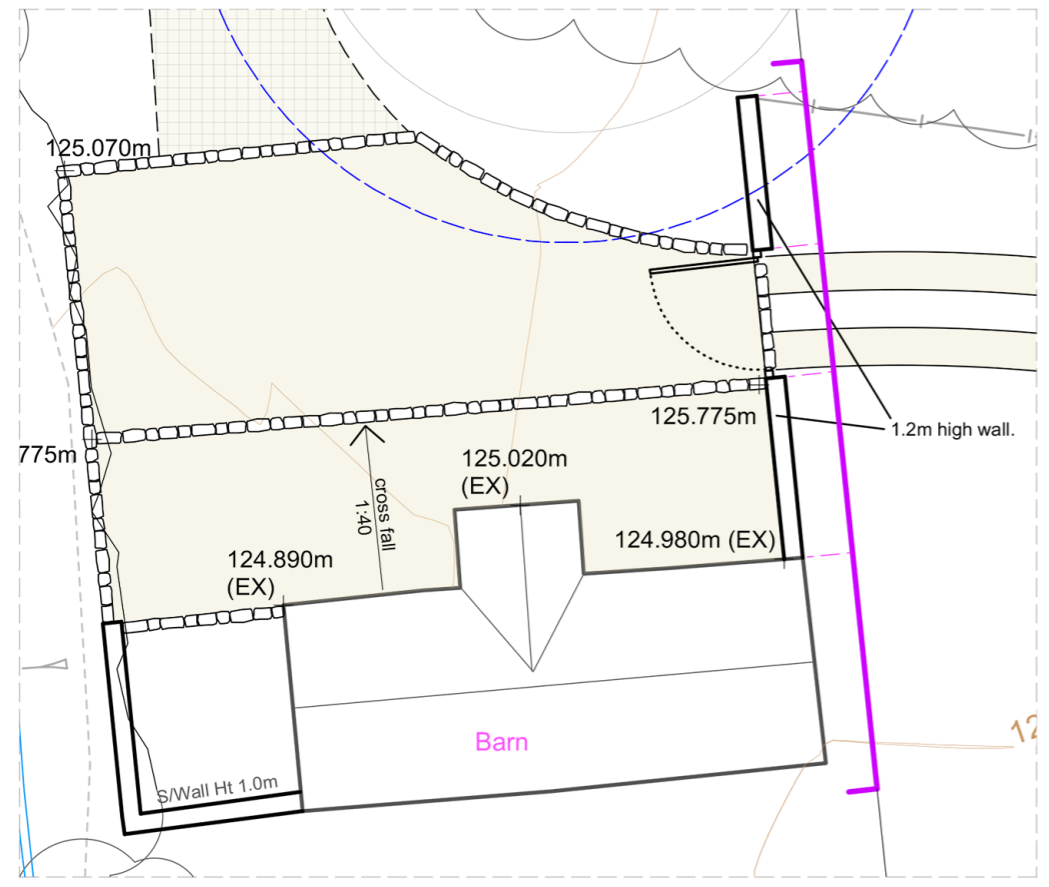 125.070m
1.2m high wall.
125.775m
775m
125.020m
(EX)
cross fall
1:40
124.980m (EX)
124.890m
(EX)
12
Barn
S/Wall Ht 1.0m